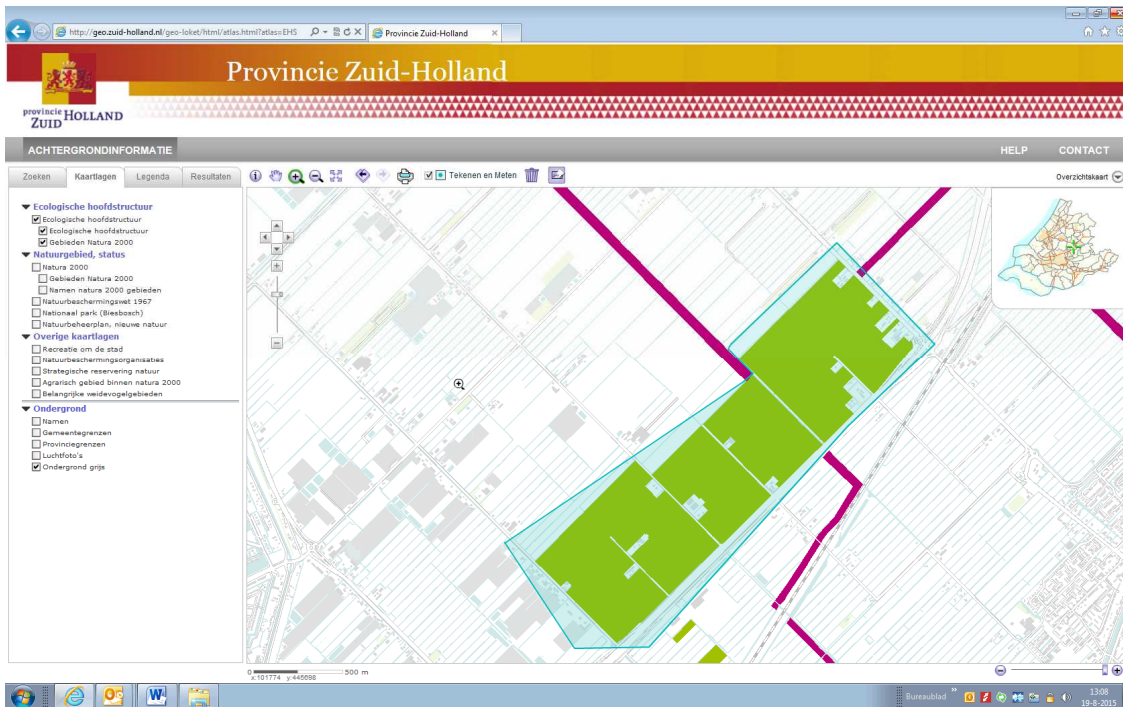 http://geo.zuid-holland.nl/geo-loket/html/atlas.html?atlas=EHS
Provincie Zuid-Holland
Provincie Zuid-Holland
provincie HOLLAND
ZUID
ACHTERGRONDINFORMATIE
HELP
CONTACT
Zoeken
Kaartlagen
Legenda
Resultaten
Tekenen en Meten
Overzichtskaart
Ecologische hoofdstructuur
Ecologische hoofdstructuur
Ecologische hoofdstructuur
Gebieden Natura 2000
Natuurgebied, status
Natura 2000
Gebieden Natura 2000
Namen natura 2000 gebieden
Natuurbeschermingswet 1967
Nationaal park (Biesbosch)
Natuurbeheerplan, nieuwe natuur
Overige kaartlagen
Recreatie om de stad
Natuurbeschermingsorganisaties
Strategische reservering natuur
Agrarisch gebied binnen natura 2000
Belangrijke weidevogelgebieden
Ondergrond
Namen
Gemeentegrenzen
Provinciegrenzen
Luchtfoto's
Ondergrond grijs
0 500 m
x:101774 y:445698
Bureaublad
13:08
19-8-2015